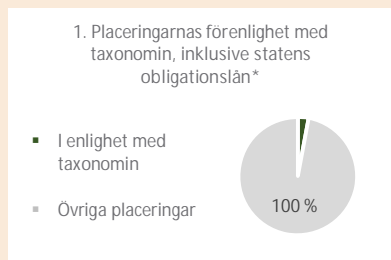 1. Placeringarnas förenlighet med
taxonomin, inklusive statens
obligationslån*
I enlighet med
taxonomin
Övriga placeringar
100 %